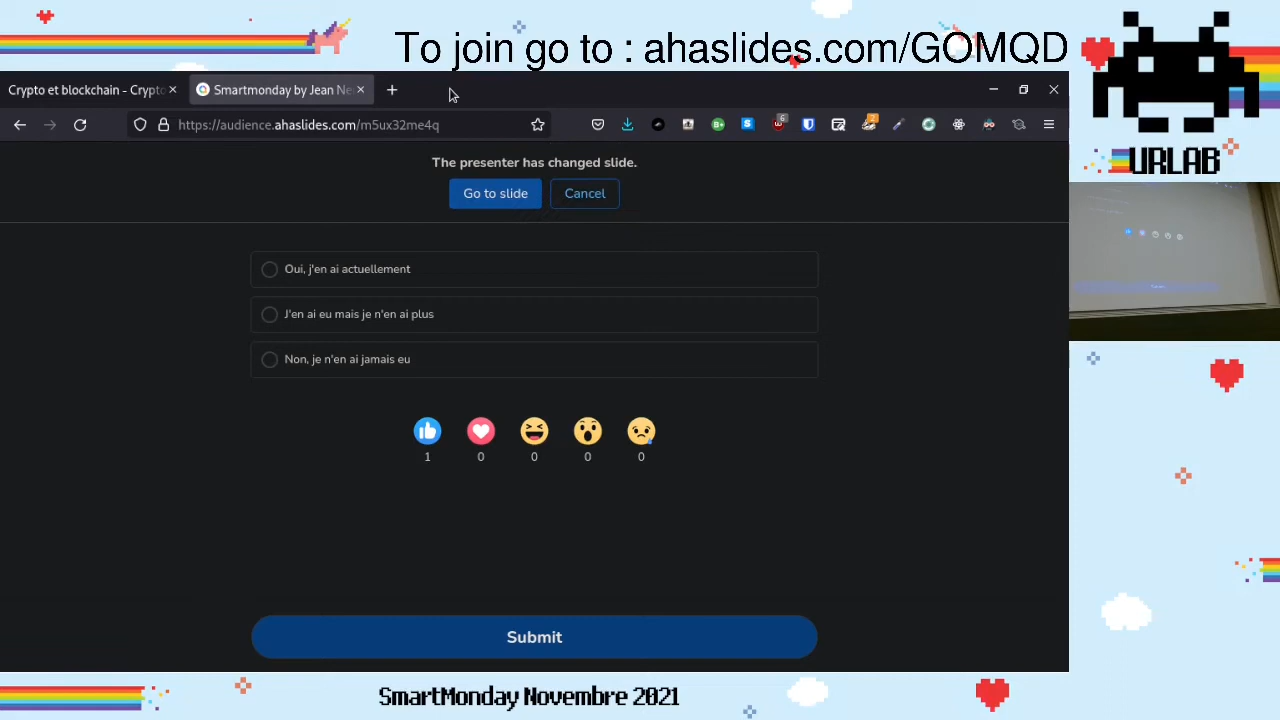 To join go to : ahaslides.com/GOMQD
Crypto et blockchain - Crypto
Smartmonday by Jean Ne
https://audience.ahaslides.com/m5ux32me4q
6
2
URLAB
The presenter has changed slide.
Go to slide
Cancel
Oui, j'en ai actuellement
J'en ai eu mais je n'en ai plus
Non, je n'en ai jamais eu
1 0 0 0 0
Submit
SmartMonday Novembre 2021